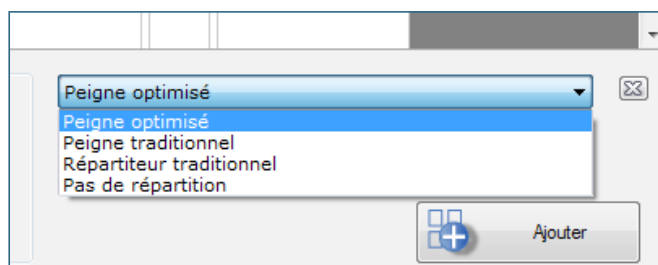 Peigne optimisé
Peigne optimisé
Peigne traditionnel
Répartiteur traditionnel
Pas de répartition
Ajouter